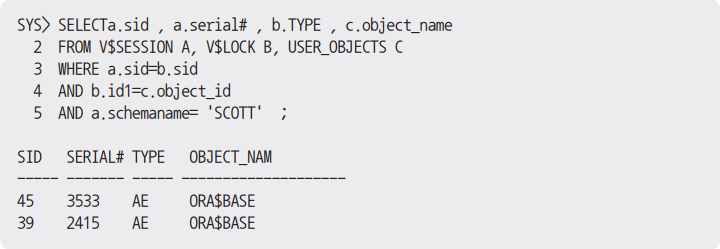 SYS> SELECTa.sid , a.serial# , b.TYPE , c.object_name
2 FROM V$SESSION A, V$LOCK B, USER_OBJECTS C
3 WHERE a.sid=b.sid
4 AND b.id1=c.object_id
5 AND a.schemaname= 'SCOTT' ;
SID SERIAL# TYPE OBJECT_NAM
----- ------- ----- --------------------
45 3533 AE ORA$BASE
39 2415 AE ORA$BASE